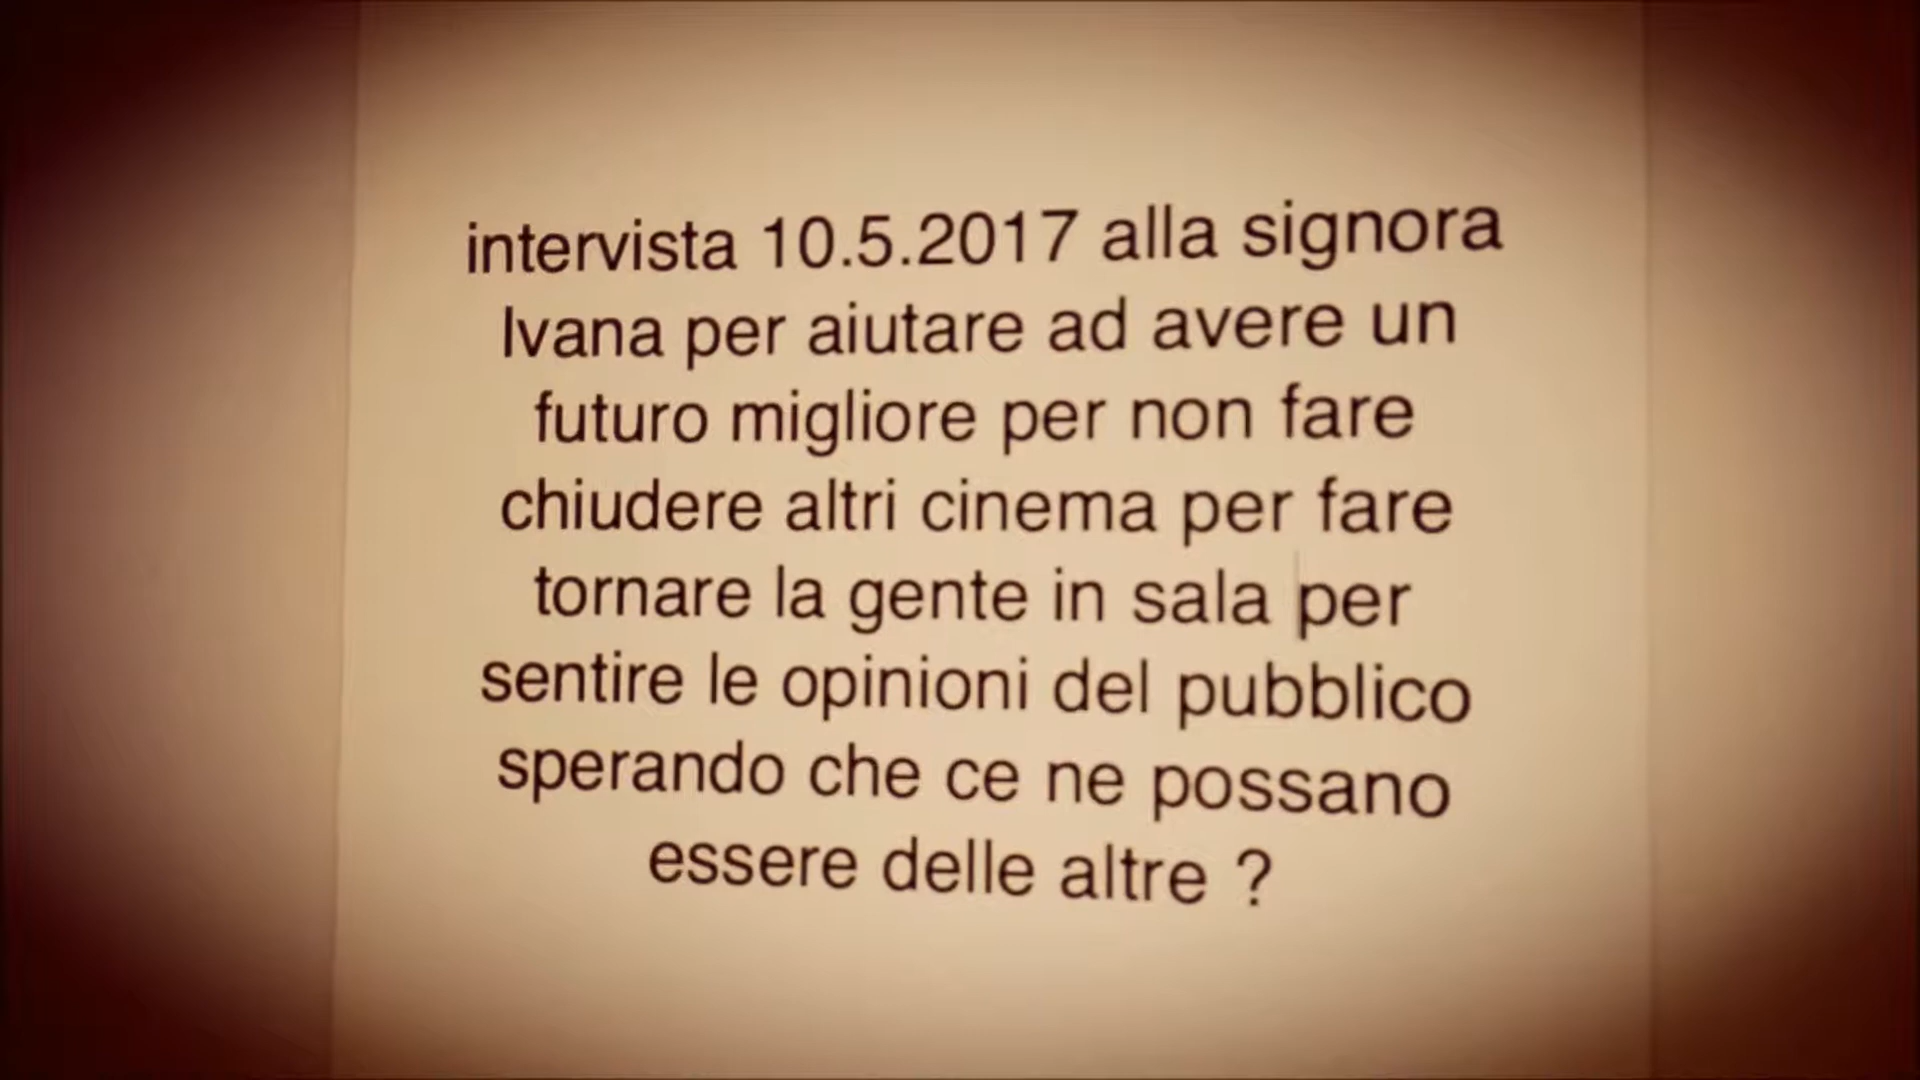 intervista 10.5.2017 alla signora
Ivana per aiutare ad avere un
futuro migliore per non fare
chiudere altri cinema per fare
tornare la gente in sala per
sentire le opinioni del pubblico
sperando che ce ne possano
essere delle altre ?